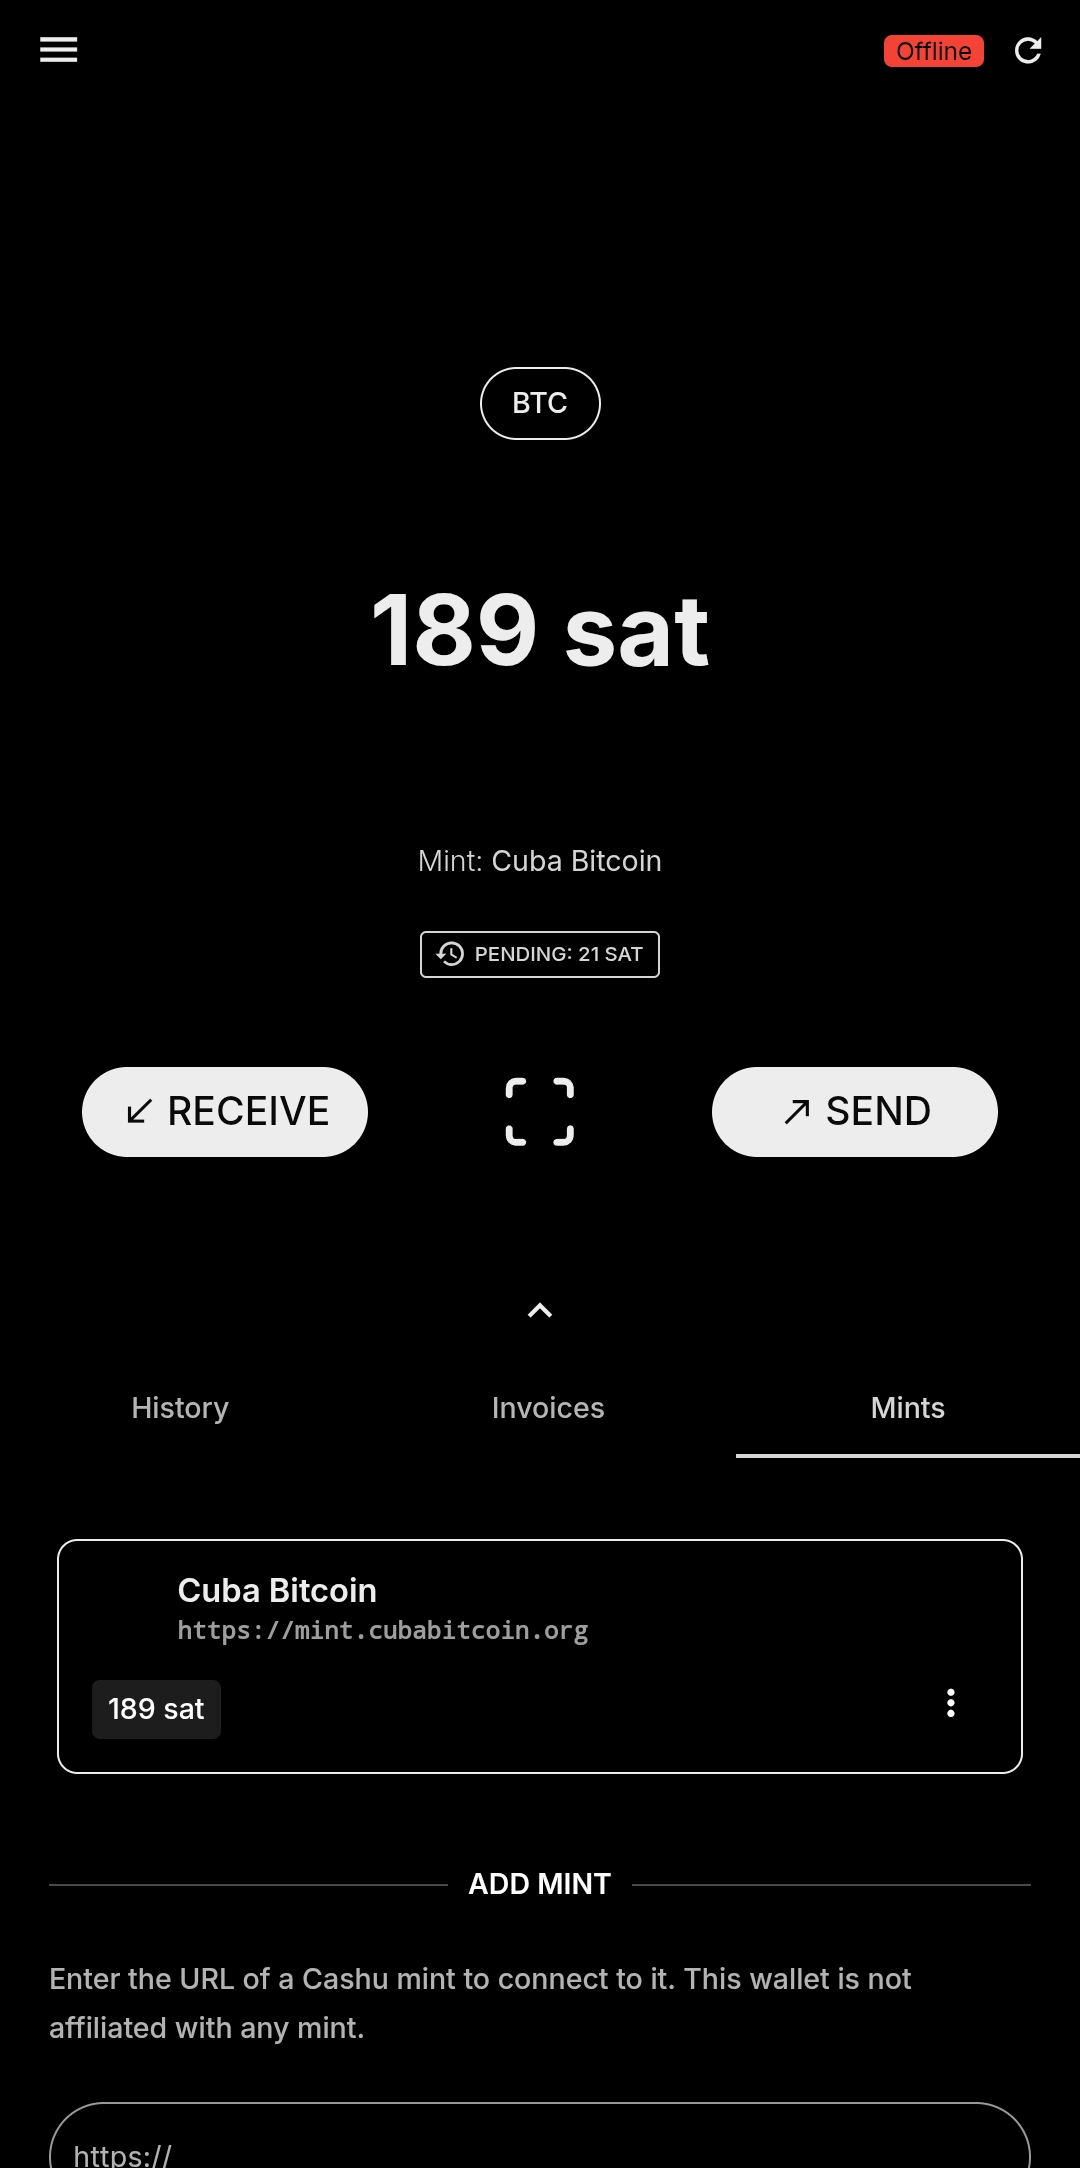 Offline
BTC
189 sat
Mint: Cuba Bitcoin
PENDING: 21 SAT
RECEIVE
SEND
History
Invoices
Mints
Cuba Bitcoin
https://mint.cubabitcoin.org
189 sat
ADD MINT
Enter the URL of a Cashu mint to connect to it. This wallet is not
affiliated with any mint.
https://